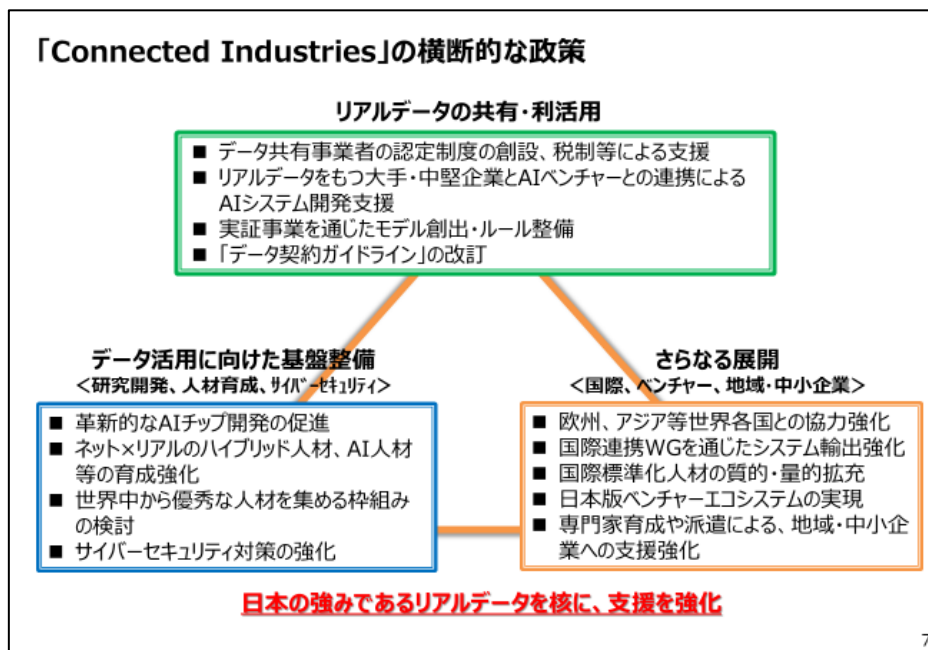 「Connected Industries」の横断的な政策
リアルデータの共有・利活用
■ データ共有事業者の認定制度の創設、税制等による支援
■ リアルデータをもつ大手・中堅企業とAIベンチャーとの連携による
AIシステム開発支援
■ 実証事業を通じたモデル創出・ルール整備
■ 「データ契約ガイドライン」の改訂
データ活用に向けた基盤整備
<研究開発、人材育成、ｻｲﾊﾞｰｾｷｭﾘﾃｨ>
■ 革新的なAIチップ開発の促進
■ ネット×リアルのハイブリッド人材、AI人材
等の育成強化
■ 世界中から優秀な人材を集める枠組み
の検討
■ サイバーセキュリティ対策の強化
さらなる展開
<国際、ベンチャー、地域・中小企業>
■ 欧州、アジア等世界各国との協力強化
■ 国際連携WGを通じたシステム輸出強化
■ 国際標準化人材の質的・量的拡充
■ 日本版ベンチャーエコシステムの実現
■ 専門家育成や派遣による、地域・中小企
業への支援強化
日本の強みであるリアルデータを核に、支援を強化
7